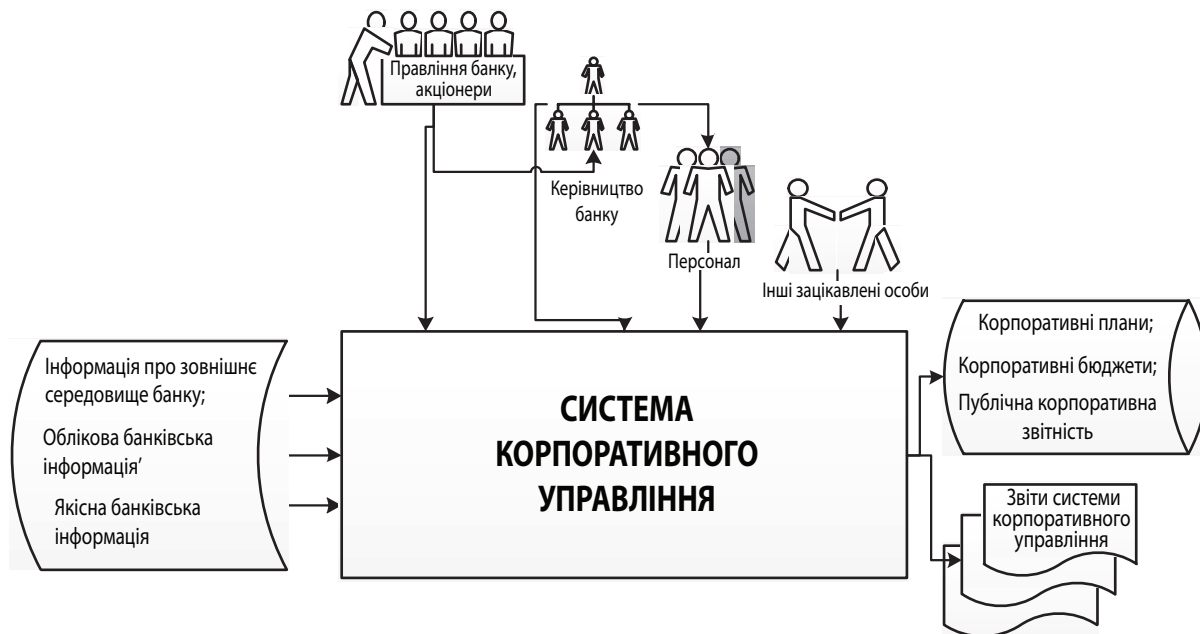 Правління банку,
акціонери
Керівництво
банку
Персонал
Інші зацікавлені особи
Інформація про зовнішнє
середовище банку;
Облікова банківська
інформація’
Якісна банківська
інформація
СИСТЕМА
КОРПОРАТИВНОГО
УПРАВЛІННЯ
Корпоративні плани;
Корпоративні бюджети;
Публічна корпоративна
звітність
Звіти системи
корпоративного
управління